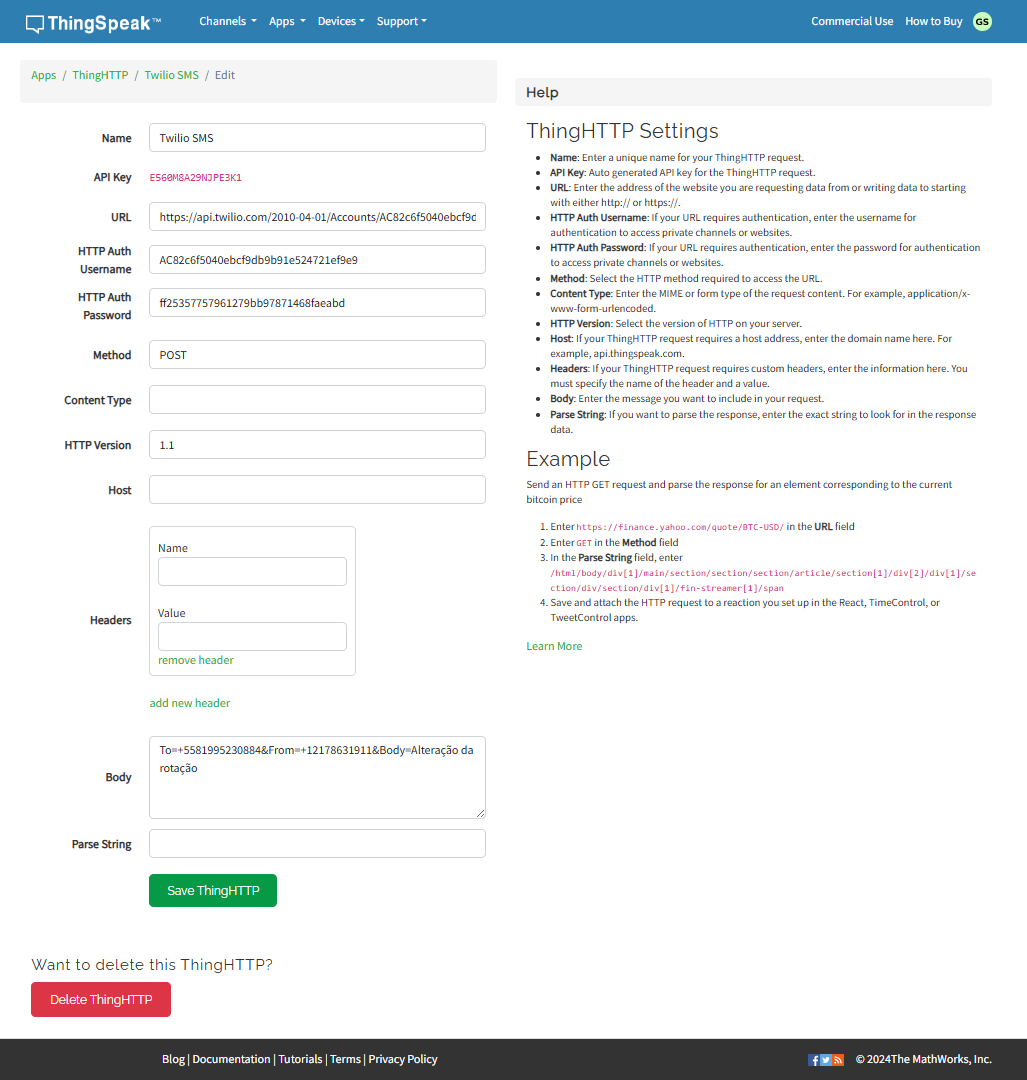 ThingSpeak™ Channels Apps Devices Support Commercial Use How to Buy GS
Apps / ThingHTTP / Twilio SMS / Edit
Name Twilio SMS
API Key E560M8A29NJPE3K1
URL https://api.twilio.com/2010-04-01/Accounts/AC82c6f5040ebcf9d
HTTP Auth Username AC82c6f5040ebcf9db9b91e524721ef9e9
HTTP Auth Password ff25357757961279bb97871468faeabd
Method POST
Content Type
HTTP Version 1.1
Host
Headers
Name
Value
remove header
add new header
Body
To=+5581995230884&From=+12178631911&Body=Alteração da
rotação
Parse String
Save ThingHTTP
Want to delete this ThingHTTP?
Delete ThingHTTP
Help
ThingHTTP Settings
• Name: Enter a unique name for your ThingHTTP request.
• API Key: Auto generated API key for the ThingHTTP request.
• URL: Enter the address of the website you are requesting data from or writing data to starting
with either http:// or https://.
• HTTP Auth Username: If your URL requires authentication, enter the username for
authentication to access private channels or websites.
• HTTP Auth Password: If your URL requires authentication, enter the password for authentication
to access private channels or websites.
• Method: Select the HTTP method required to access the URL.
• Content Type: Enter the MIME or form type of the request content. For example, application/x-
www-form-urlencoded.
• HTTP Version: Select the version of HTTP on your server.
• Host: If your ThingHTTP request requires a host address, enter the domain name here. For
example, api.thingspeak.com.
• Headers: If your ThingHTTP request requires custom headers, enter the information here. You
must specify the name of the header and a value.
• Body: Enter the message you want to include in your request.
• Parse String: If you want to parse the response, enter the exact string to look for in the response
data.
Example
Send an HTTP GET request and parse the response for an element corresponding to the current
bitcoin price
1. Enter https://finance.yahoo.com/quote/BTC-USD/ in the URL field
2. Enter GET in the Method field
3. In the Parse String field, enter
/html/body/div[1]/main/section/section/section/article/section[1]/div[2]/div[1]/se
ction/div/section/div[1]/fin-streamer[1]/span
4. Save and attach the HTTP request to a reaction you set up in the React, TimeControl, or
TweetControl apps.
Learn More
Blog | Documentation | Tutorials | Terms | Privacy Policy © 2024The MathWorks, Inc.